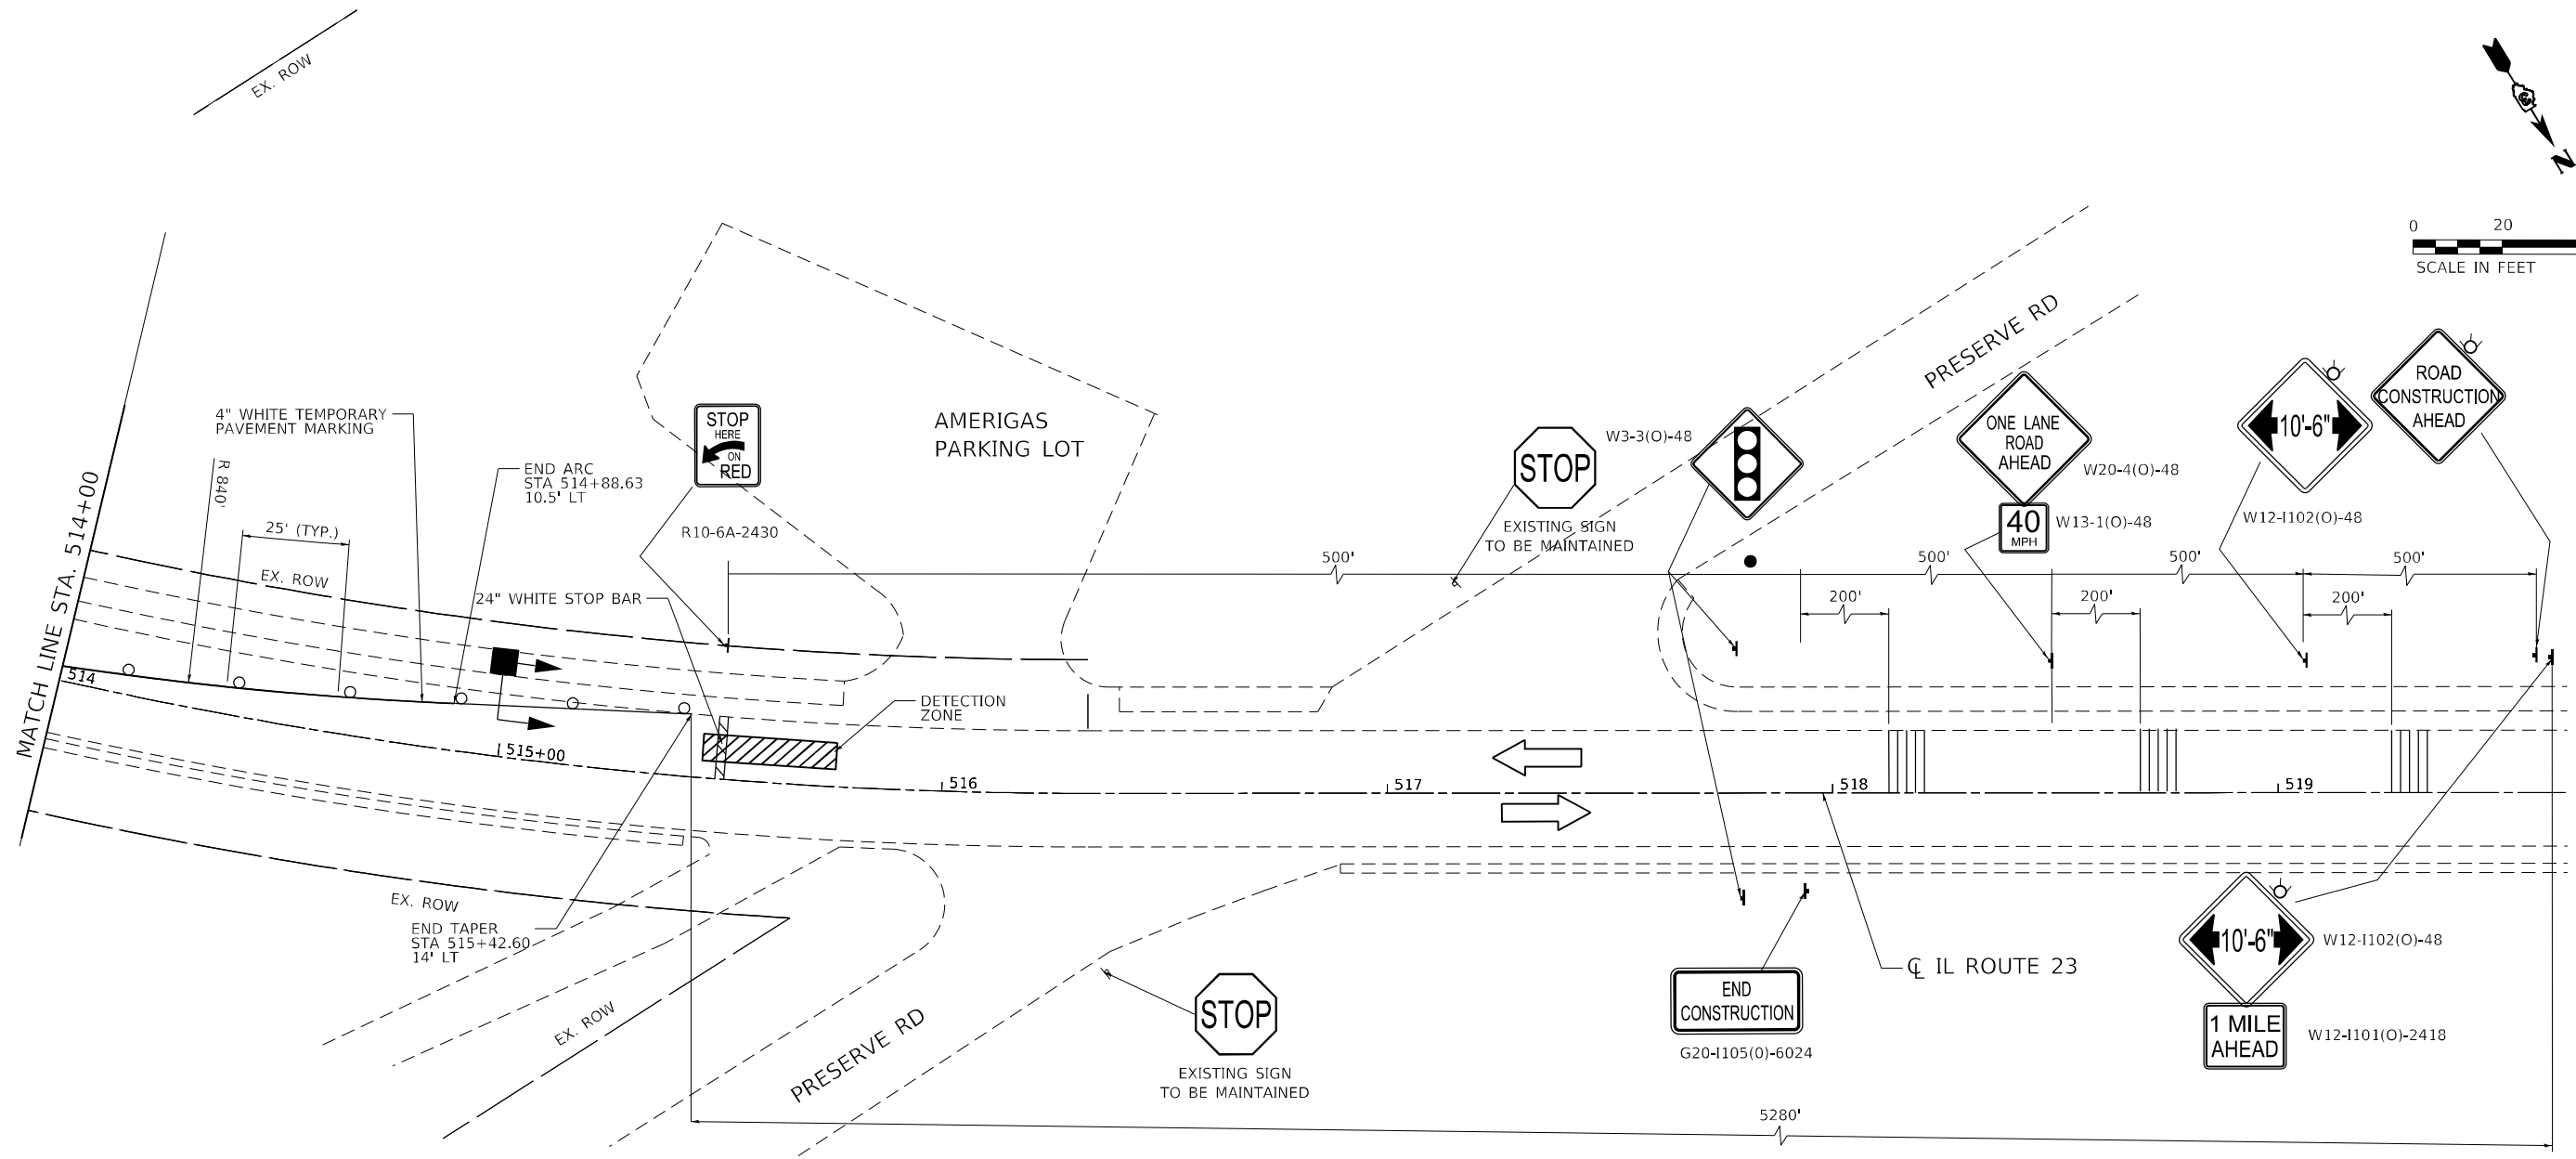 EX. ROW
N
0 20
SCALE IN FEET
PRESERVE RD
4" WHITE TEMPORARY
PAVEMENT MARKING
R 840'
25' (TYP.)
END ARC
STA 514+88.63
10.5' LT
STOP
HERE
ON
RED
R10-6A-2430
AMERIGAS
PARKING LOT
STOP
EXISTING SIGN
TO BE MAINTAINED
W3-3(O)-48
ONE LANE
ROAD
AHEAD
W20-4(O)-48
40
MPH
W13-1(O)-48
10'-6"
W12-I102(O)-48
ROAD
CONSTRUCTION
AHEAD
500'
500'
500'
500'
200'
200'
200'
MATCH LINE STA. 514+00
EX. ROW
24" WHITE STOP BAR
DETECTION
ZONE
514
515+00
516
517
518
519
EX. ROW
END TAPER
STA 515+42.60
14' LT
EX. ROW
PRESERVE RD
STOP
EXISTING SIGN
TO BE MAINTAINED
END
CONSTRUCTION
G20-I105(0)-6024
℄ IL ROUTE 23
10'-6"
W12-I102(O)-48
1 MILE
AHEAD
W12-I101(O)-2418
5280'